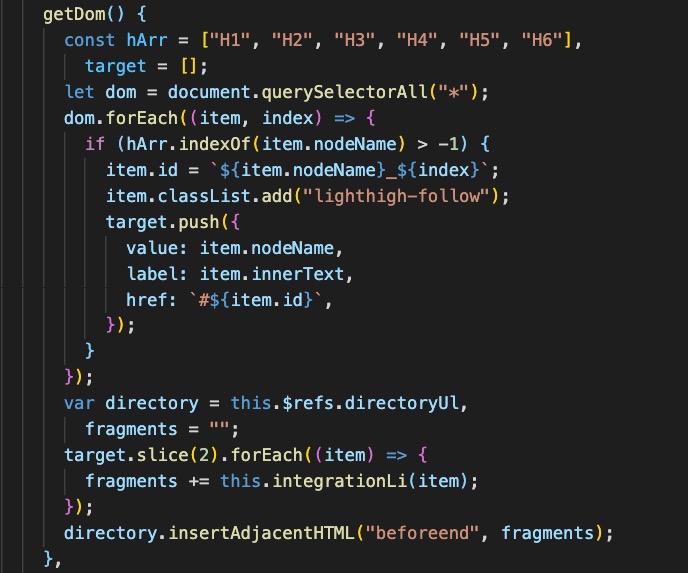 getDom() {
const hArr = ["H1", "H2", "H3", "H4", "H5", "H6"],
target = [];
let dom = document.querySelectorAll("*");
dom.forEach((item, index) => {
if (hArr.indexOf(item.nodeName) > -1) {
item.id = `${item.nodeName}_${index}`;
item.classList.add("lighthigh-follow");
target.push({
value: item.nodeName,
label: item.innerText,
href: `#${item.id}`,
});
}
});
var directory = this.$refs.directoryUl,
fragments = "";
target.slice(2).forEach((item) => {
fragments += this.integrationLi(item);
});
directory.insertAdjacentHTML("beforeend", fragments);
},